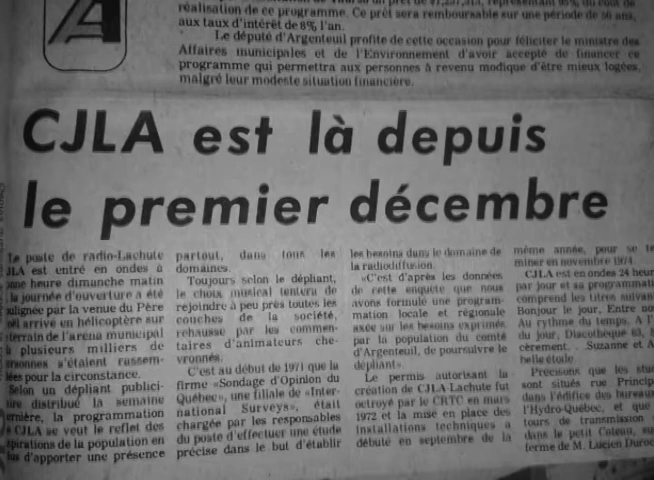 réalisation de ce programme. Ce prêt sera remboursable sur une période de 50 ans,
aux taux d'intérêt de 8% l'an.
Le député d'Argenteuil profite de cette occasion pour féliciter le ministre des
Affaires municipales et de l'Environnement d'avoir accepté de financer ce
programme qui permettra aux personnes à revenu modique d'être mieux logées,
malgré leur modeste situation financière.
CJLA est là depuis
le premier décembre
Le poste de radio-Lachute
JLA est entré en ondes à
heure dimanche matin
la journée d'ouverture a été
lignée par la venue du Père
arrivé en hélicoptère sur
terrain de l'aréna municipal
à plusieurs milliers de
s'étaient rassem-
lées pour la circonstance.
Selon un dépliant publici-
distribué la semaine
ernière, la programmation
CJLA se veut le reflet des
spirations de la population en
d'apporter une présence
partout, dans tous les
domaines.
Toujours selon le dépliant,
le choix musical tentera de
rejoindre à peu près toutes les
couches de la société,
rehaussé par les commen-
taires d'animateurs che-
vronnés.
C'est au début de 1971 que la
firme «Sondage d'Opinion du
Québec», une filiale de «Inter-
national Surveys», était
chargée par les responsables
du poste d'effectuer une étude
précise dans le but d'établir
les besoins dans le domaine de
la radiodiffusion.
«C'est d'après les données
de cette enquête que nous
avons formulé une program-
mation locale et régionale
axée sur les besoins exprimés
par la population du comté
d'Argenteuil, de poursuivre le
dépliant»
Le permis autorisant la
création de CJLA-Lachute fut
octroyé par le CRTC en mars
1972 et la mise en place des
installations techniques a
débuté en septembre de la
même année, pour se te
miner en novembre 1974.
CJLA est en ondes 24 heur
par jour et sa programmati
comprend les titres suivan
Bonjour le jour, Entre no
Au rythme du temps, A l'
du jour, Discothèque 63,
cèrement.. Suzanne et A
belle étoile.
Précisons que les stu
sont situés rue Princip
dans l'édifice des bureaux
l'Hydro-Québec, et que
tours de transmission
dans le petit Coteau, su
ferme de M. Lucien Duroc